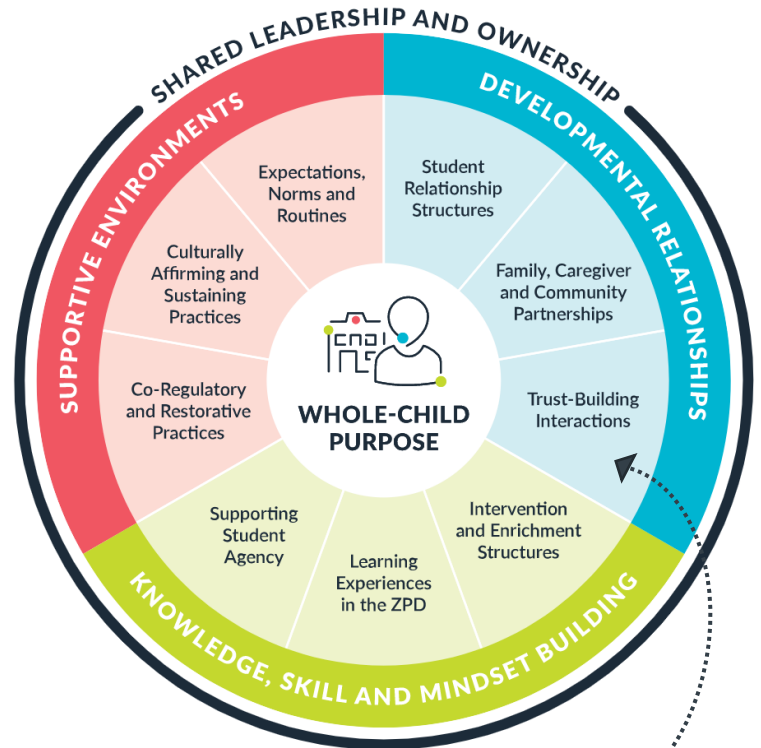 SHARED LEADERSHIP AND OWNERSHIP
SUPPORTIVE ENVIRONMENTS
DEVELOPMENTAL RELATIONSHIPS
Expectations,
Norms and
Routines
Student
Relationship
Structures
Culturally
Affirming and
Sustaining
Practices
Family, Caregiver
and Community
Partnerships
Co-Regulatory
and Restorative
Practices
WHOLE-CHILD
PURPOSE
Trust-Building
Interactions
Supporting
Student
Agency
Learning
Experiences
in the ZPD
Intervention
and Enrichment
Structures
KNOWLEDGE, SKILL AND MINDSET BUILDING